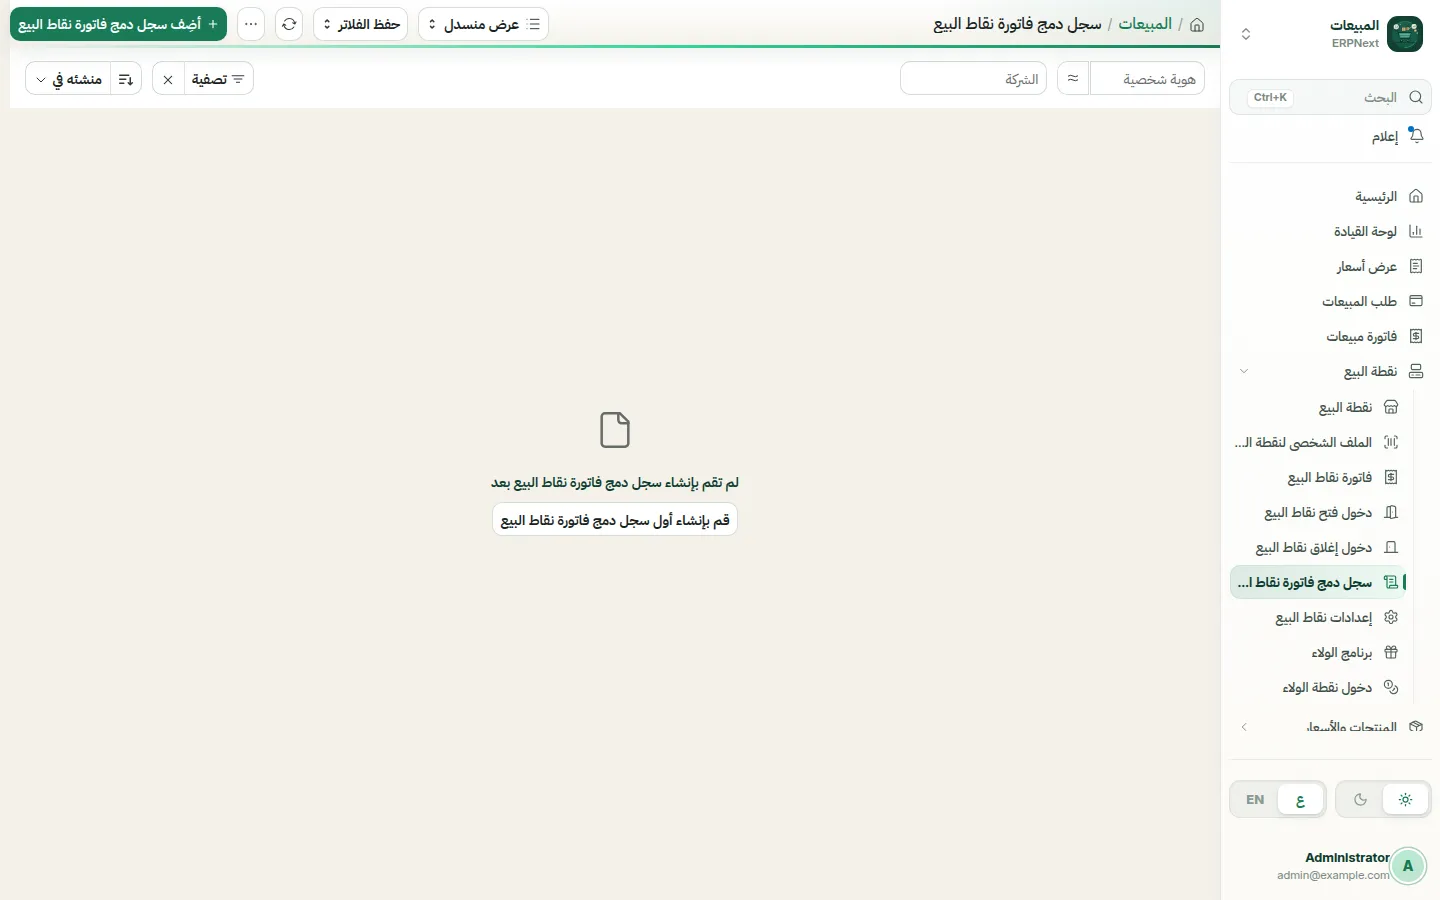 المبيعات
ERPNext
البحث
Ctrl+K
إعلام
الرئيسية
لوحة القيادة
عرض أسعار
طلب المبيعات
فاتورة مبيعات
نقطة البيع
نقطة البيع
الملف الشخصي لنقطة الـ...
فاتورة نقاط البيع
دخول فتح نقاط البيع
دخول إغلاق نقاط البيع
سجل دمج فاتورة نقاط ا...
إعدادات نقاط البيع
برنامج الولاء
دخول نقطة الولاء
المنتجات والأسعار
ع
EN
A
Administrator
admin@example.com
المبيعات / سجل دمج فاتورة نقاط البيع
عرض منسدل
حفظ الفلاتر
...
+ أضِف سجل دمج فاتورة نقاط البيع
هوية شخصية
≈
الشركة
تصفية
منشئه في
لم تقم بإنشاء سجل دمج فاتورة نقاط البيع بعد
قم بإنشاء أول سجل دمج فاتورة نقاط البيع